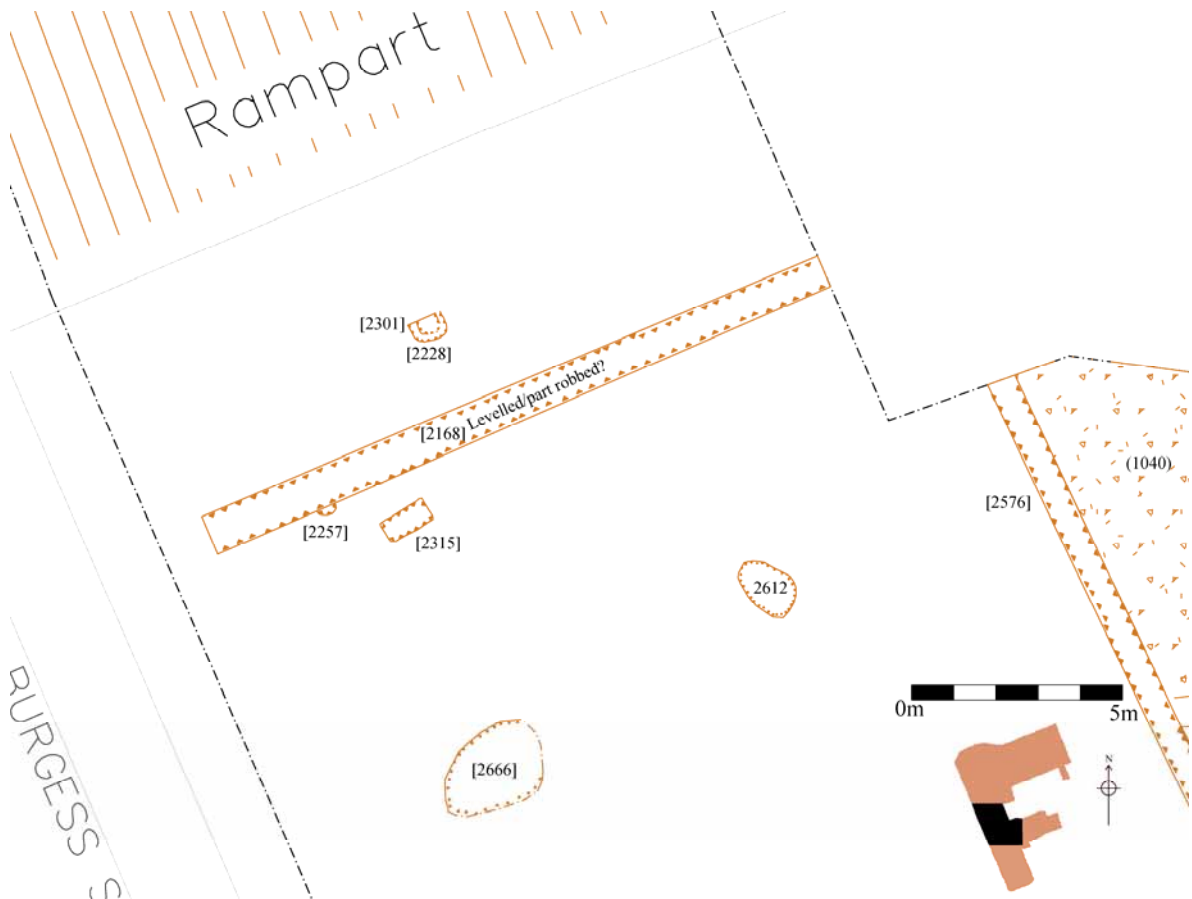 Rampart
[2301]
[2228]
Levelled/part robbed?
[2168]
(1040)
[2576]
[2257]
[2315]
2612
0m
5m
[2666]
BURGESS S
N